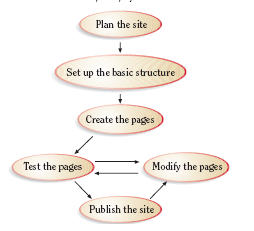 Plan the site
Set up the basic structure
Create the pages
Test the pages
Modify the pages
Publish the site